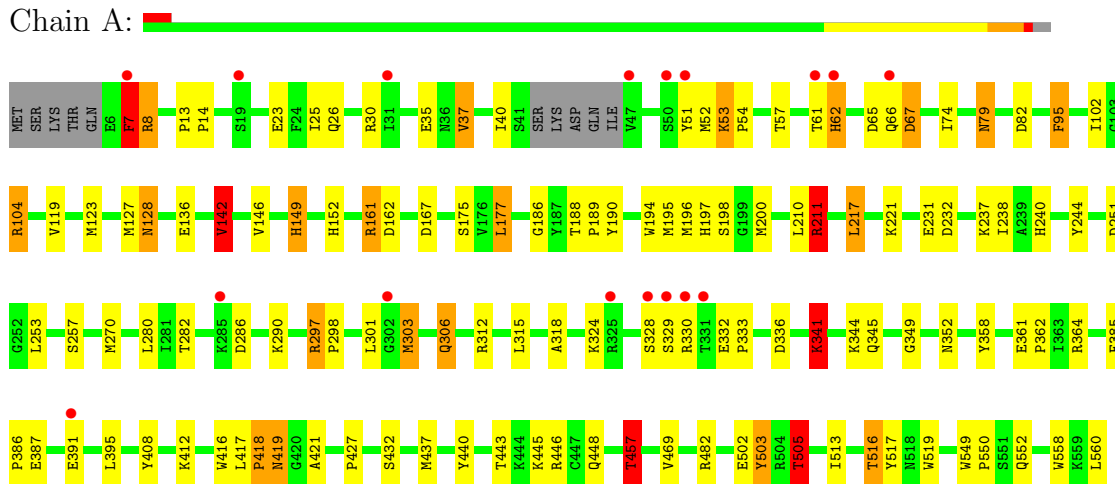 Chain A:
MET SER LYS THR GLN E6 F7 R8 P13 P14 S19 E23 F24 I25 Q26 R30 I31 E35 N36 V37 I40 S41 SER LYS ASP GLN ILE V47 S50 Y51 M52 K53 P54 T57 T61 H62 D65 Q66 D67 I74 N79 D82 F95 I102
R104 V119 M123 M127 N128 E136 V142 V146 H149 H152 R161 D162 D167 S175 V176 L177 G186 Y187 T188 P189 Y190 W194 M195 M196 H197 S198 G199 M200 L210 R211 L217 K221 E231 D232 K237 I238 A239 H240 Y244
G252 L253 S257 M270 L280 I281 T282 K285 D286 K290 R297 P298 L301 G302 M303 Q306 R312 L315 A318 K324 R325 S328 S329 R330 T331 E332 P333 D336 K341 K344 Q345 G349 N352 Y358 E361 P362 I363 R364
P386 E387 E391 L395 Y408 K412 W416 L417 P418 N419 G420 A421 P427 S432 M437 Y440 T443 K444 K445 R446 C447 Q448 T457 V469 R482 E502 Y503 R504 T505 I513 T516 Y517 N518 W519 W549 P550 S551 Q552 W558 K559 L560